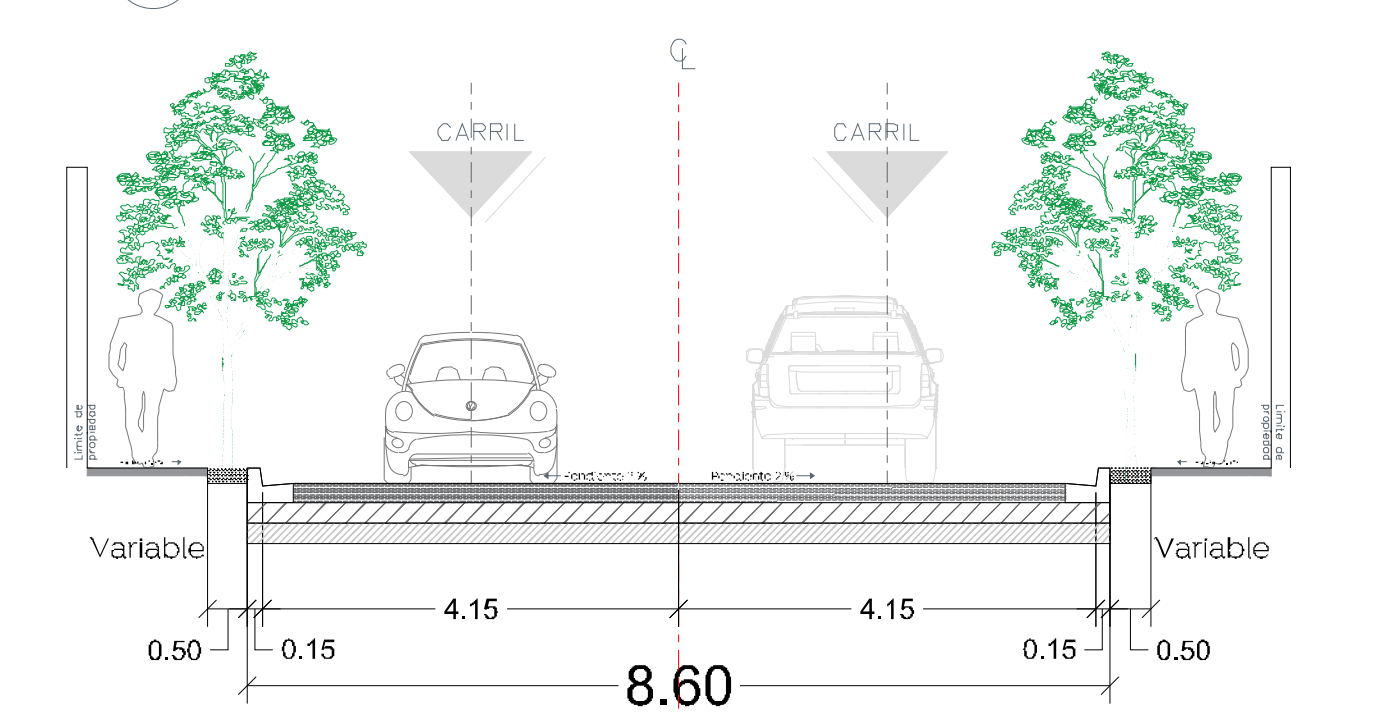 CL
CARRIL
CARRIL
Limite de
propiedad
Limite de
propiedad
Pendiente 2 %
Pendiente 2 %
Variable
Variable
4.15
4.15
0.50
0.15
0.15
0.50
8.60